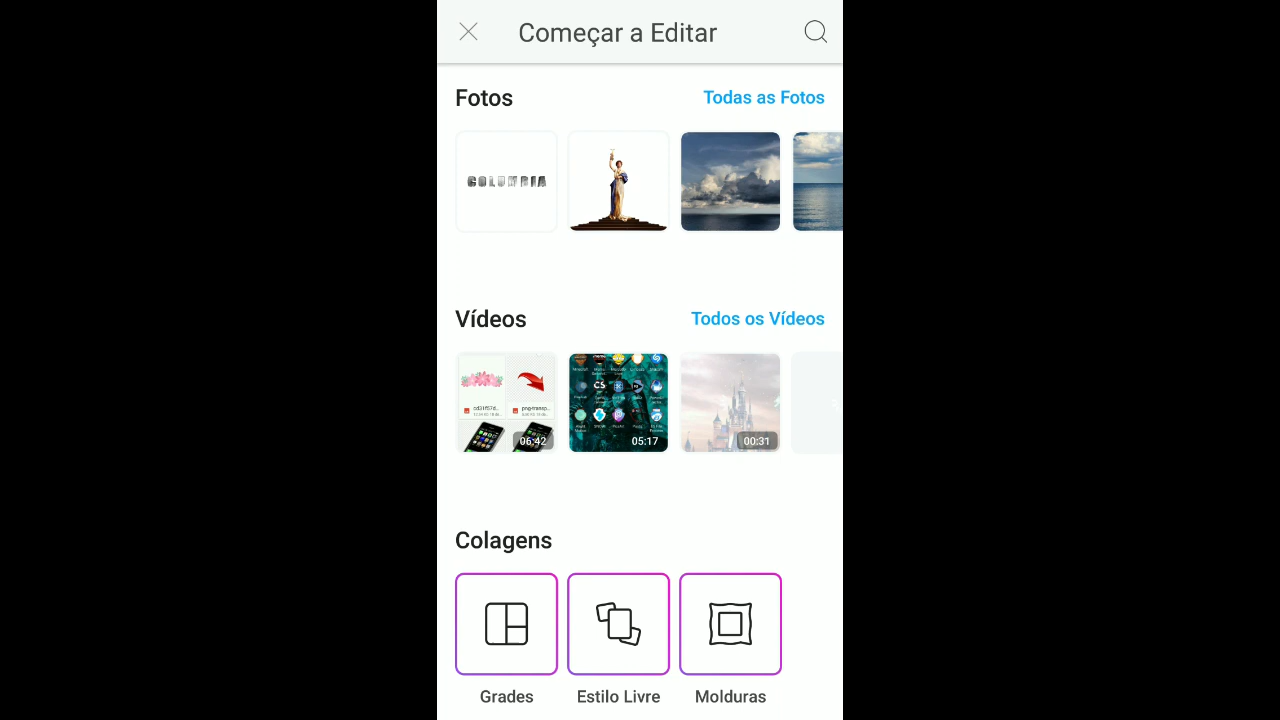 Começar a Editar
Fotos
Todas as Fotos
COLUMBIA
Vídeos
Todos os Vídeos
06:42
05:17
00:31
Colagens
Grades
Estilo Livre
Molduras